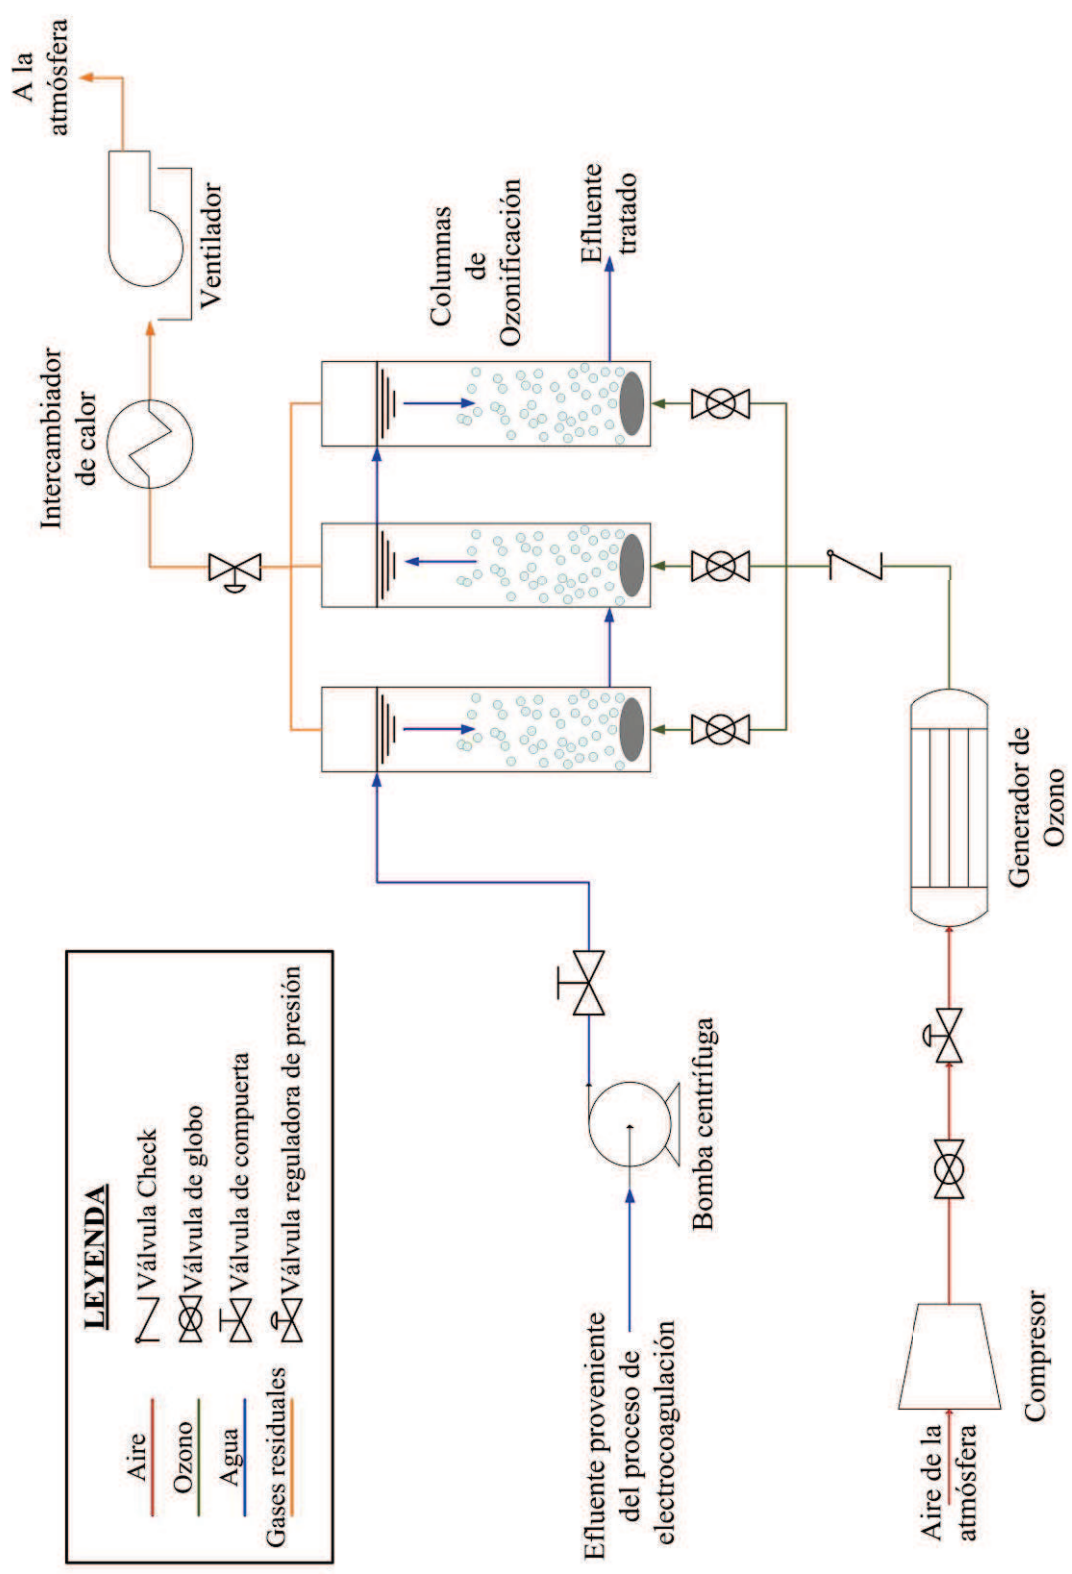 LEYENDA
Aire
Ozono
Agua
Gases residuales
Válvula Check
Válvula de globo
Válvula de compuerta
Válvula reguladora de presión
Intercambiador
de calor
Ventilador
A la
atmósfera
Columnas
de
Ozonificación
Efluente
tratado
Efluente proveniente
del proceso de
electrocoagulación
Bomba centrífuga
Aire de la
atmósfera
Compresor
Generador de
Ozono